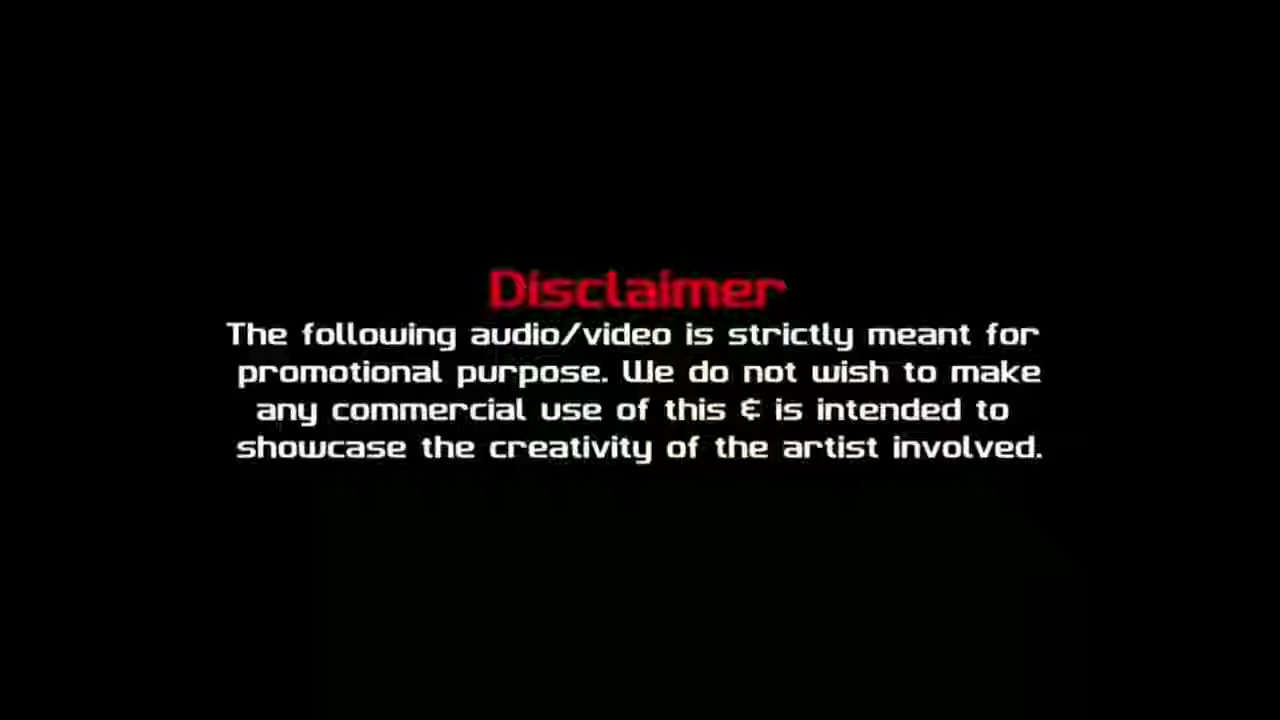 Disclaimer
The following audio/video is strictly meant for
promotional purpose. We do not wish to make
any commercial use of this & is intended to
showcase the creativity of the artist involved.